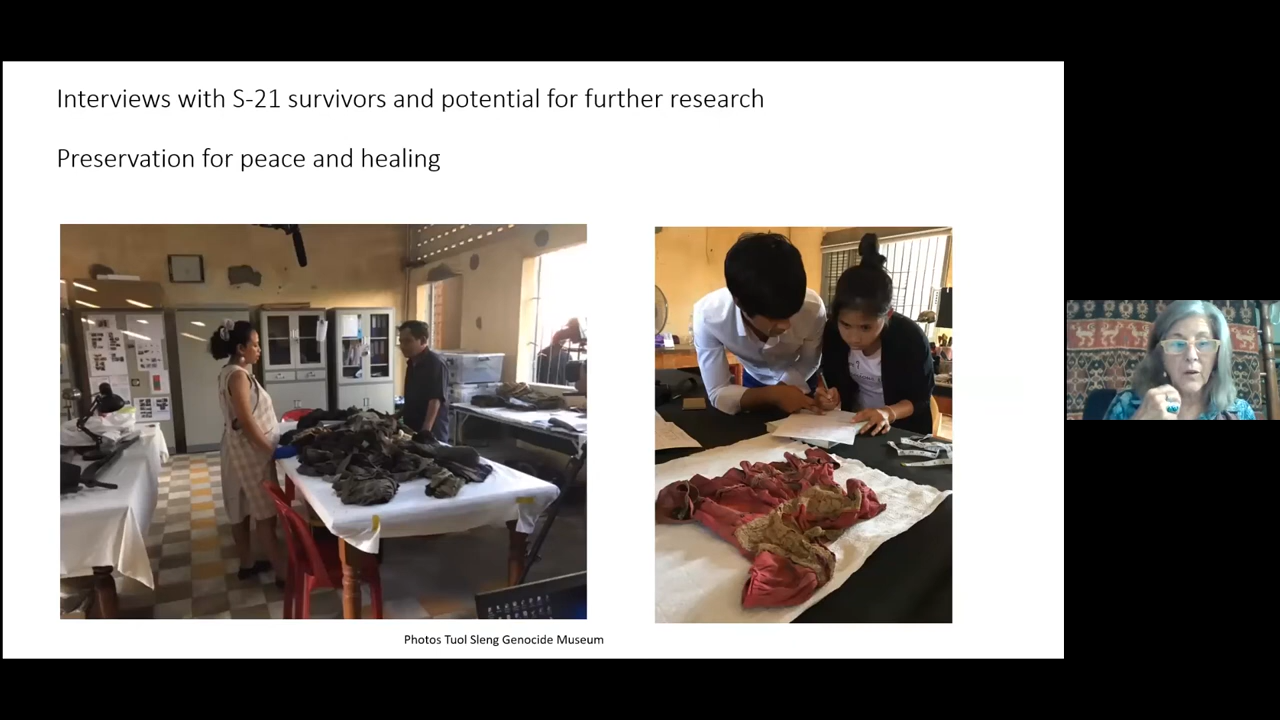 Interviews with S-21 survivors and potential for further research
Preservation for peace and healing
Photos Tuol Sleng Genocide Museum